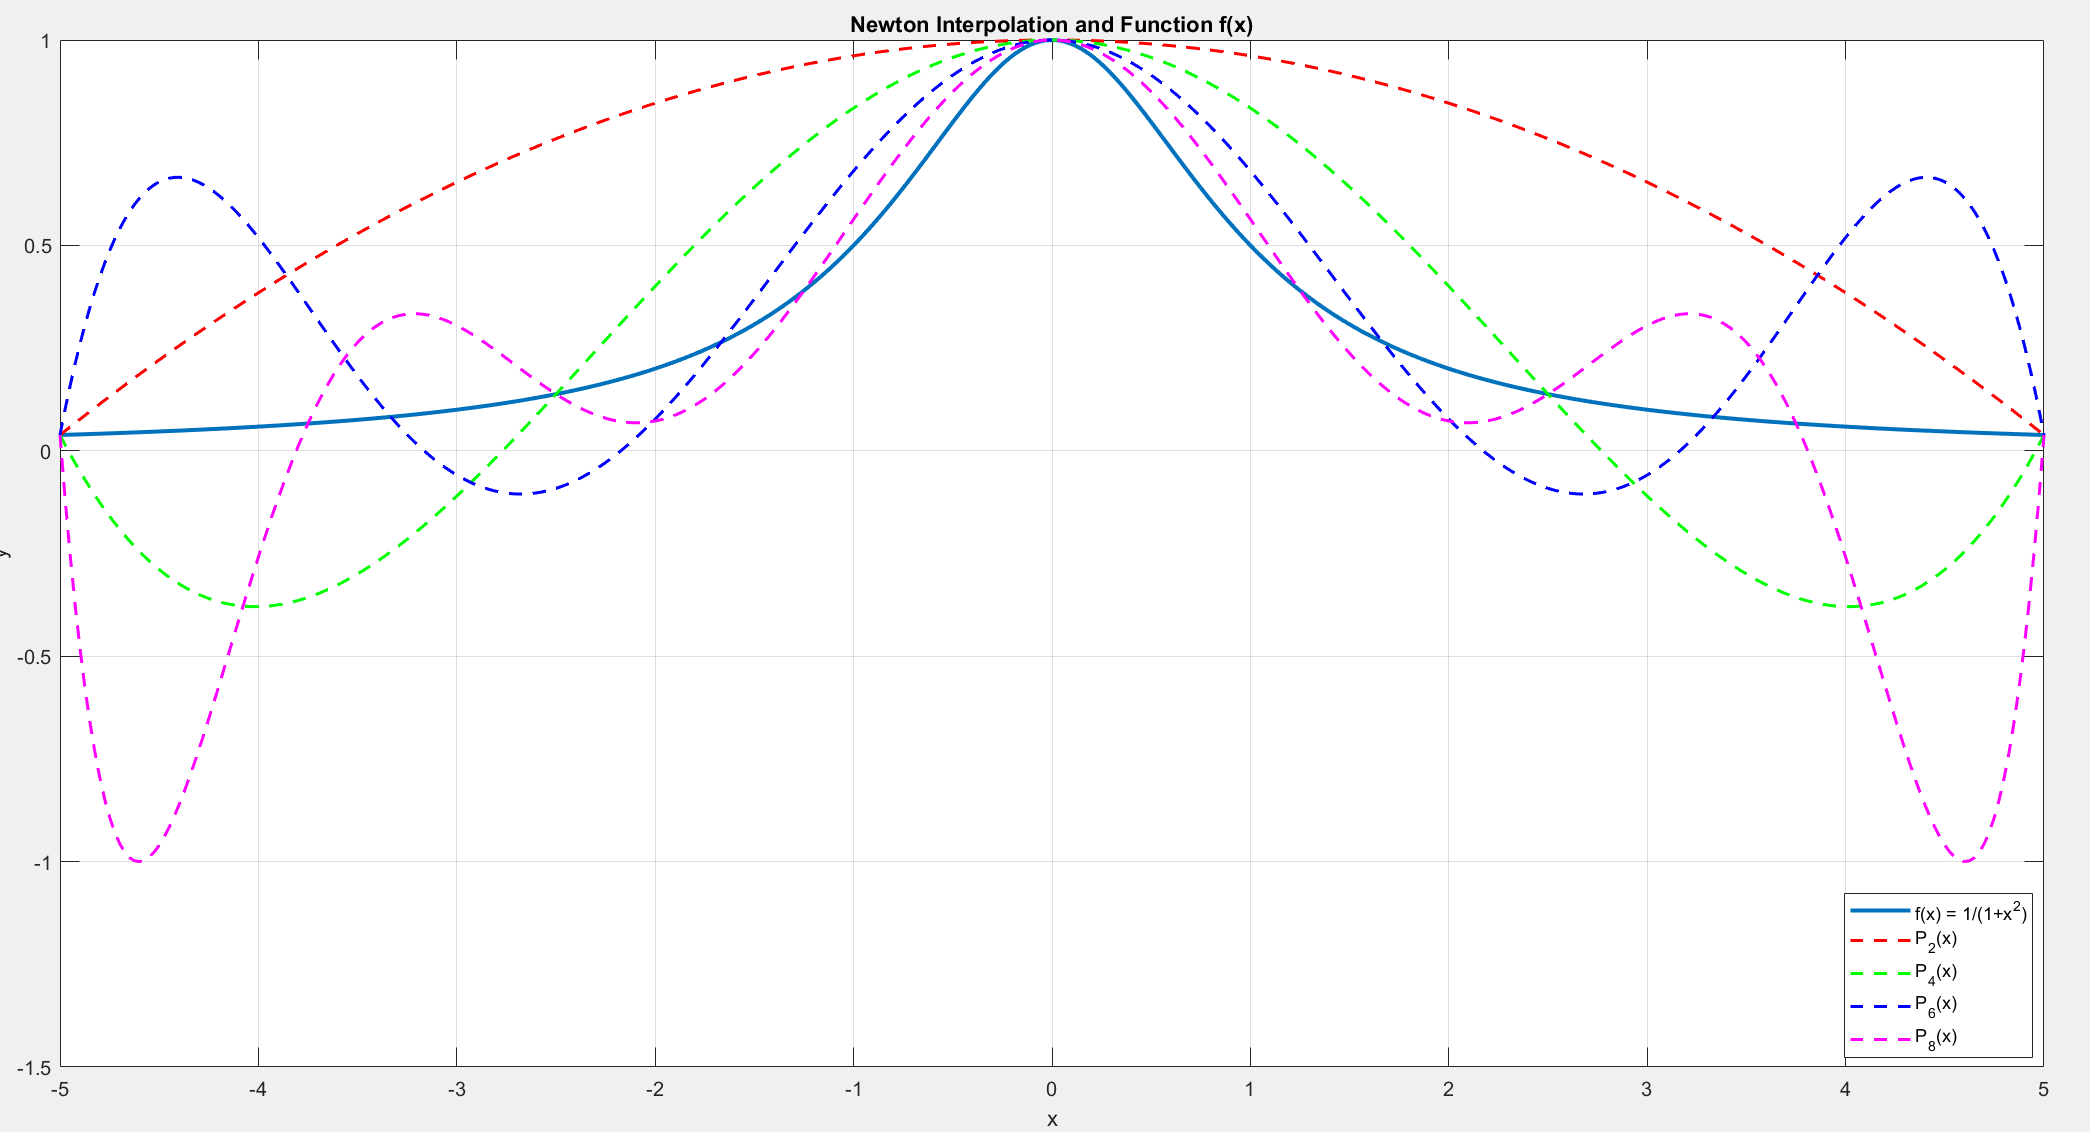 Newton Interpolation and Function f(x)
1
0.5
0
-0.5
-1
-1.5
y
-5 -4 -3 -2 -1 0 1 2 3 4 5
x
f(x) = 1/(1+x²)
P₂(x)
P₄(x)
P₆(x)
P₈(x)